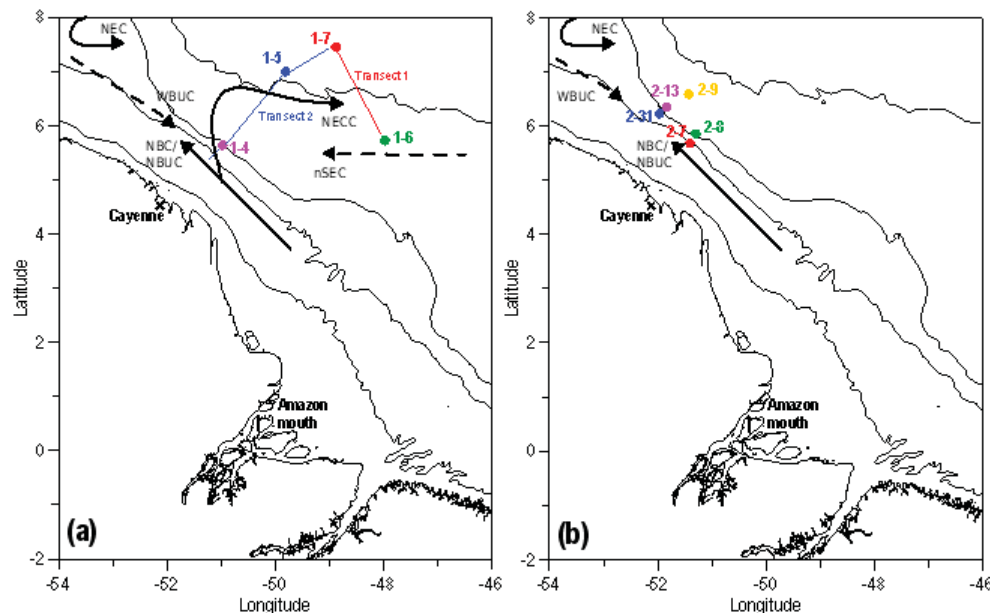 8
NEC
1-7
1-5
Transect 1
WBUC
Transect 2
NECC
6
NBC/
NBUC
1-4
1-6
nSEC
Cayenne
4
Latitude
2
Amazon
mouth
0
(a)
-2
-54
-52
-50
-48
-46
Longitude
8
NEC
WBUC
2-13
2-9
2-31
6
2-8
2-7
NBC/
NBUC
Cayenne
4
Latitude
2
Amazon
mouth
0
(b)
-2
-54
-52
-50
-48
-46
Longitude